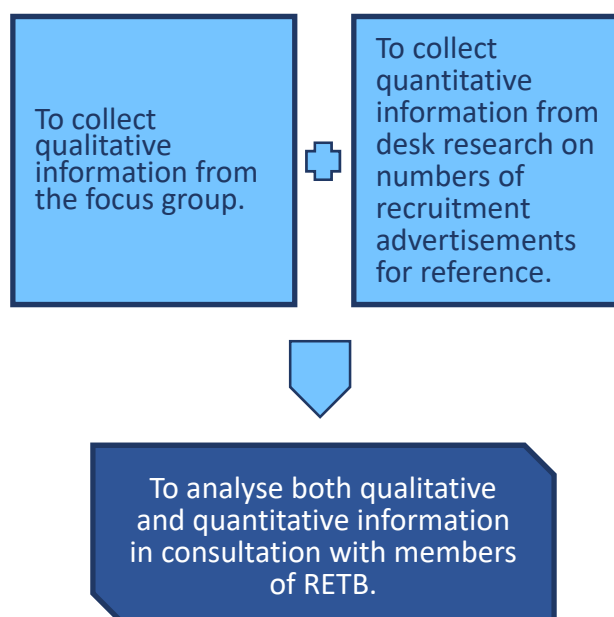 To collect
qualitative
information from
the focus group.
To collect
quantitative
information from
desk research on
numbers of
recruitment
advertisements
for reference.
To analyse both qualitative
and quantitative information
in consultation with members
of RETB.